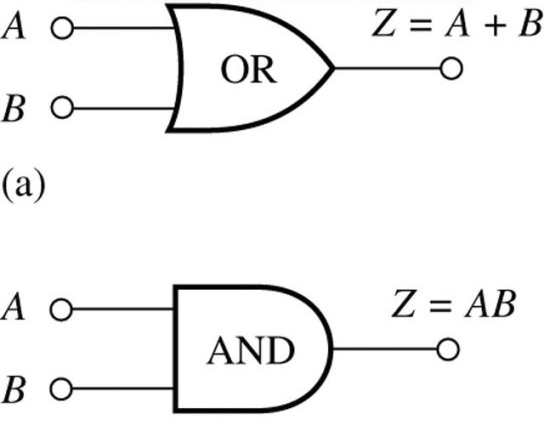 A
Z = A + B
OR
B
(a)
A
Z = AB
AND
B